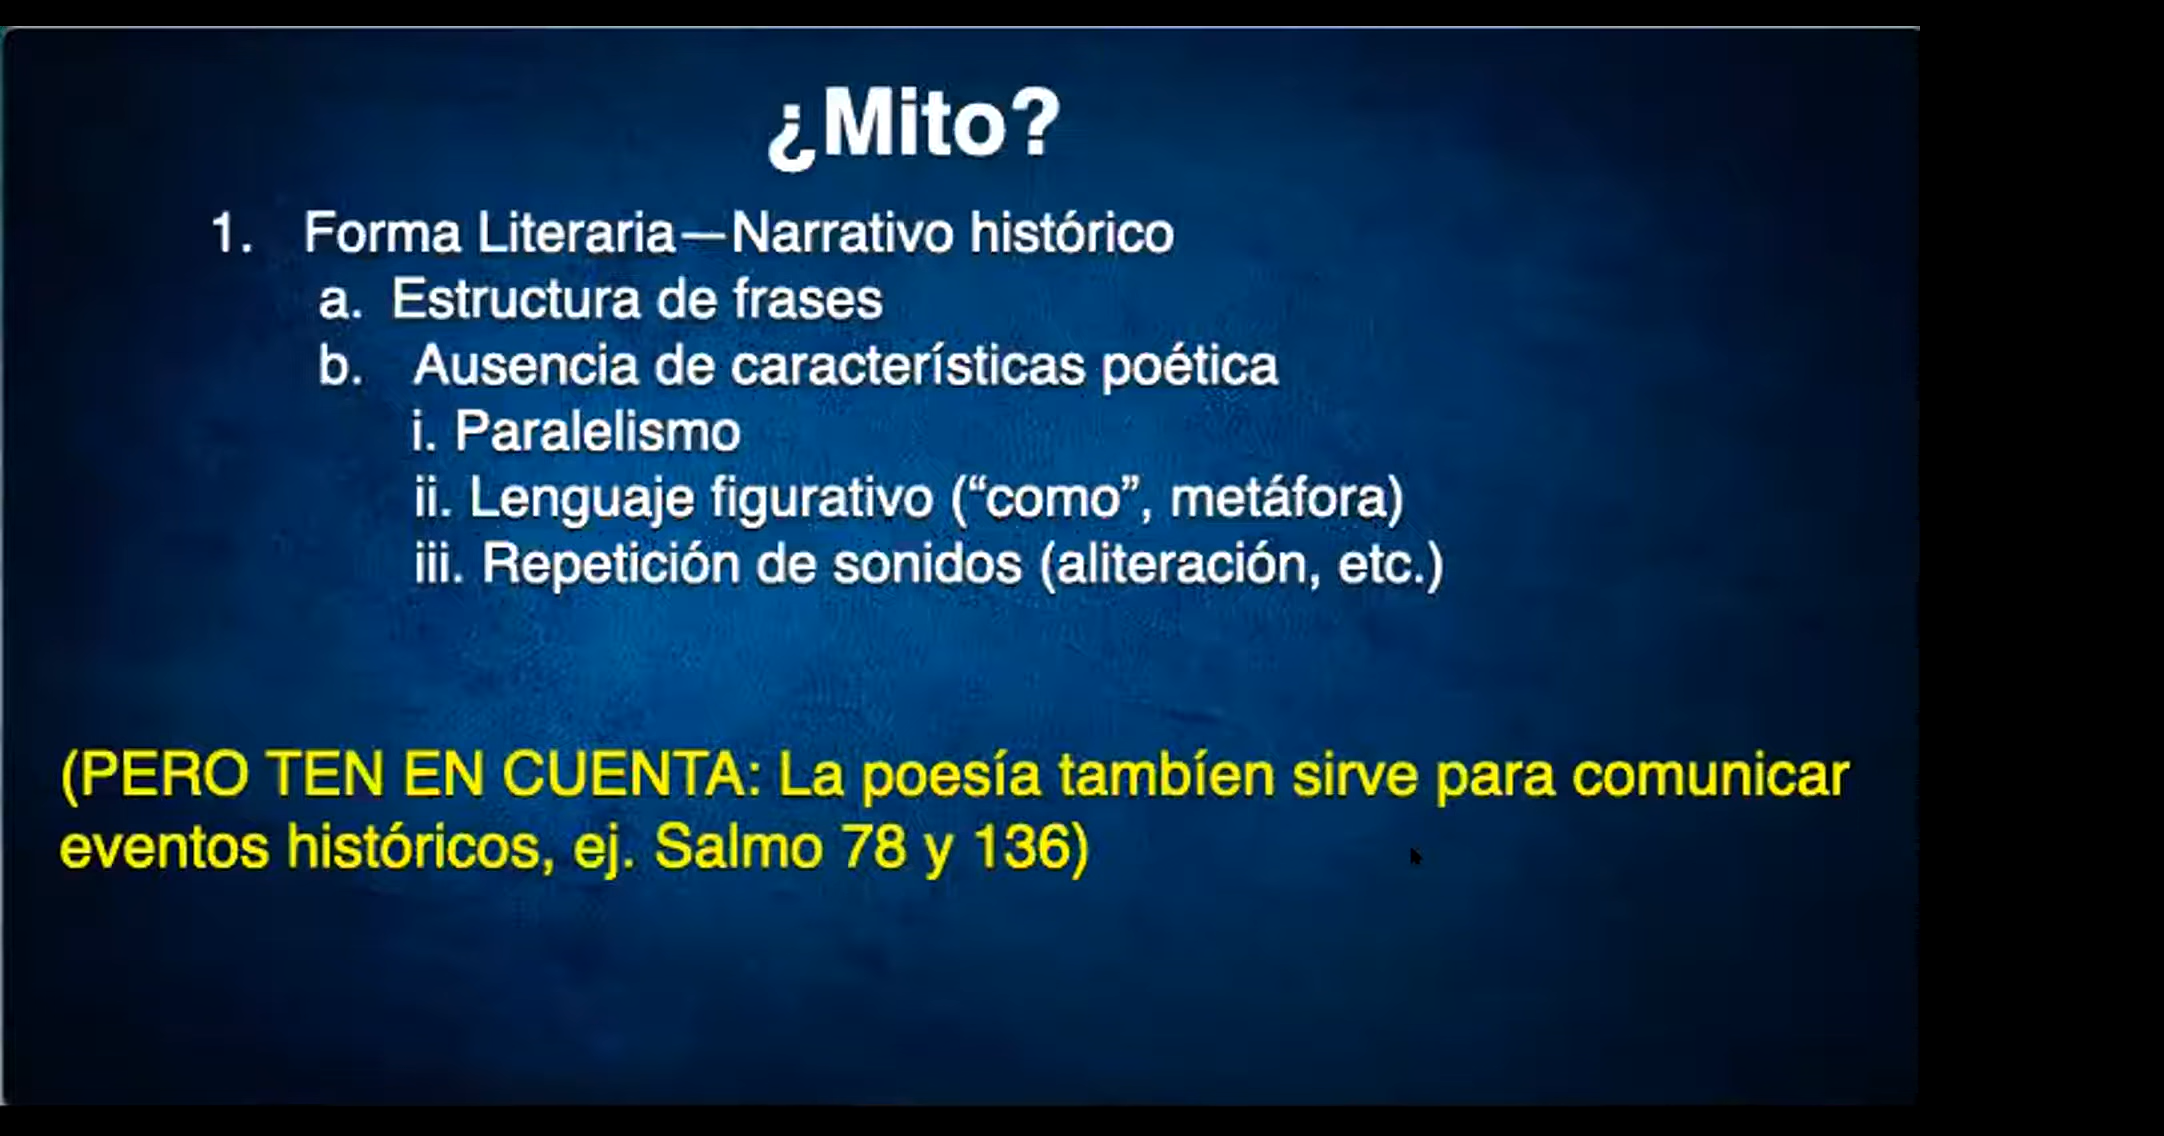 ¿Mito?
1. Forma Literaria—Narrativo histórico
a. Estructura de frases
b. Ausencia de características poética
i. Paralelismo
ii. Lenguaje figurativo (“como”, metáfora)
iii. Repetición de sonidos (aliteración, etc.)
(PERO TEN EN CUENTA: La poesía tambíen sirve para comunicar
eventos históricos, ej. Salmo 78 y 136)